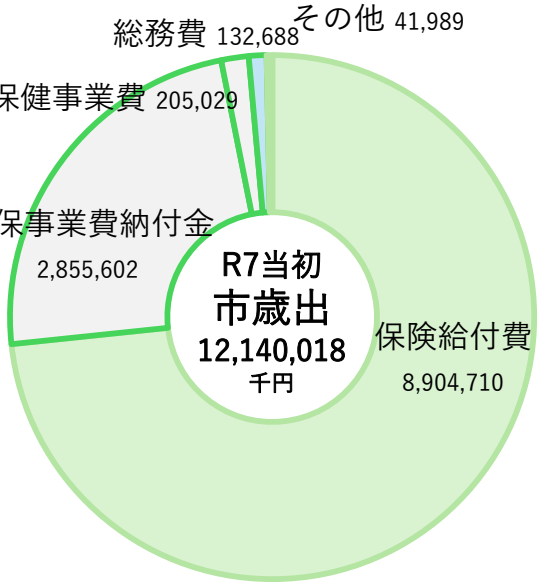 その他 41,989
総務費 132,688
保健事業費 205,029
保事業費納付金
2,855,602
R7当初
市歳出
12,140,018
千円
保険給付費
8,904,710